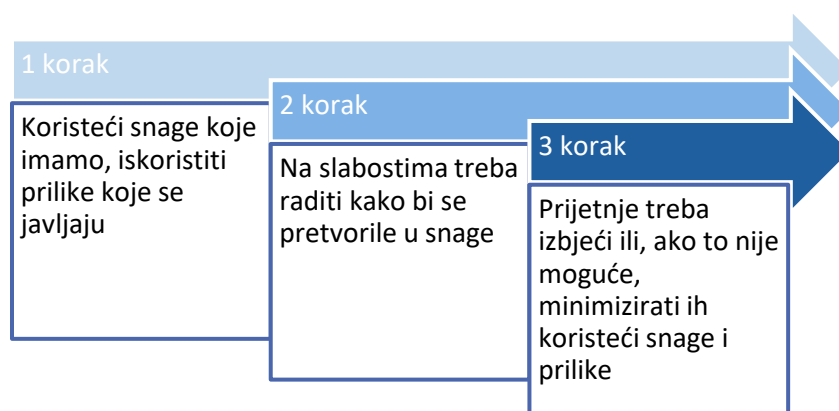 1 korak
Koristeći snage koje
imamo, iskoristiti
prilike koje se
javljaju
2 korak
Na slabostima treba
raditi kako bi se
pretvorile u snage
3 korak
Prijetnje treba
izbjeći ili, ako to nije
moguće,
minimizirati ih
koristeći snage i
prilike